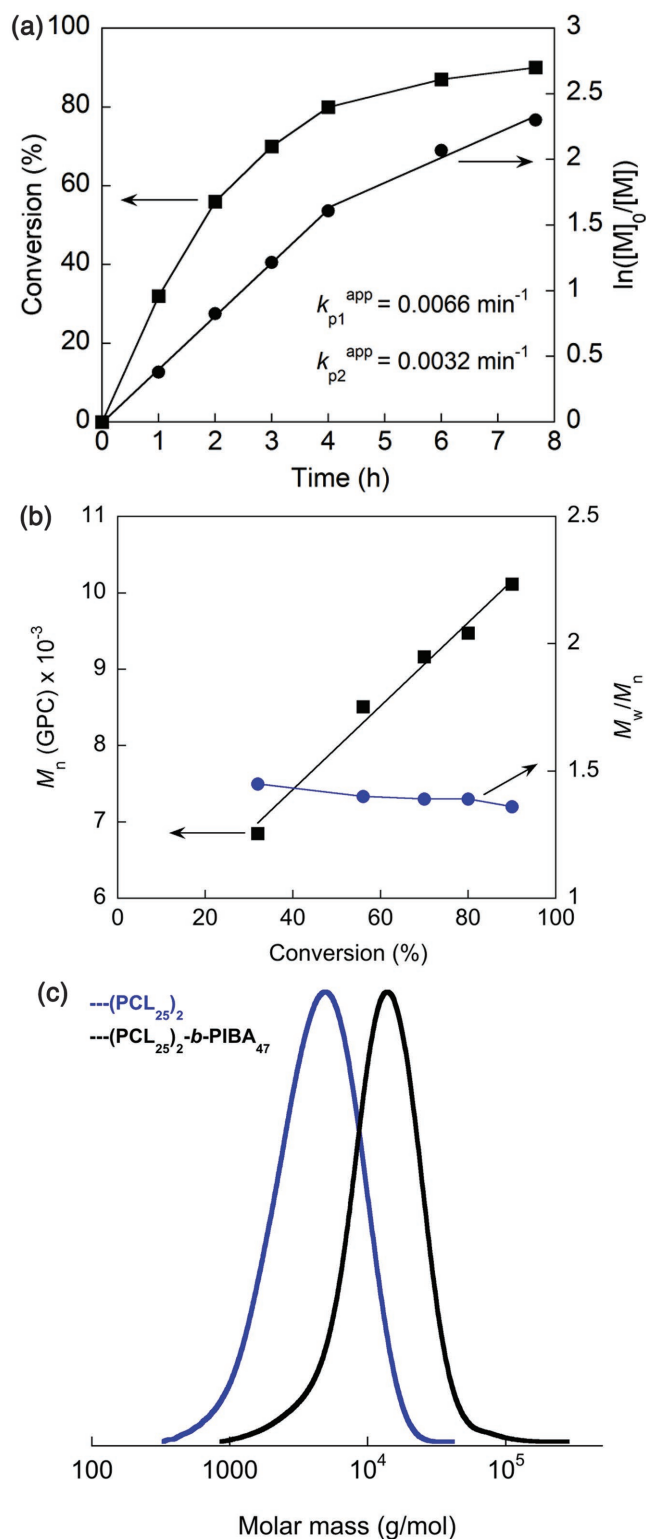 (a)
100
80
60
40
20
0
Conversion (%)
3
2.5
2
1.5
1
0.5
0
ln([M]₀/[M])
kₚ₁ᵃᵖᵖ = 0.0066 min⁻¹
kₚ₂ᵃᵖᵖ = 0.0032 min⁻¹
0 1 2 3 4 5 6 7 8
Time (h)
(b)
11
10
9
8
7
6
Mₙ (GPC) x 10⁻³
2.5
2
1.5
1
M_w/Mₙ
0 20 40 60 80 100
Conversion (%)
(c)
---(PCL₂₅)₂
---(PCL₂₅)₂-b-PIBA₄₇
100 1000 10⁴ 10⁵
Molar mass (g/mol)